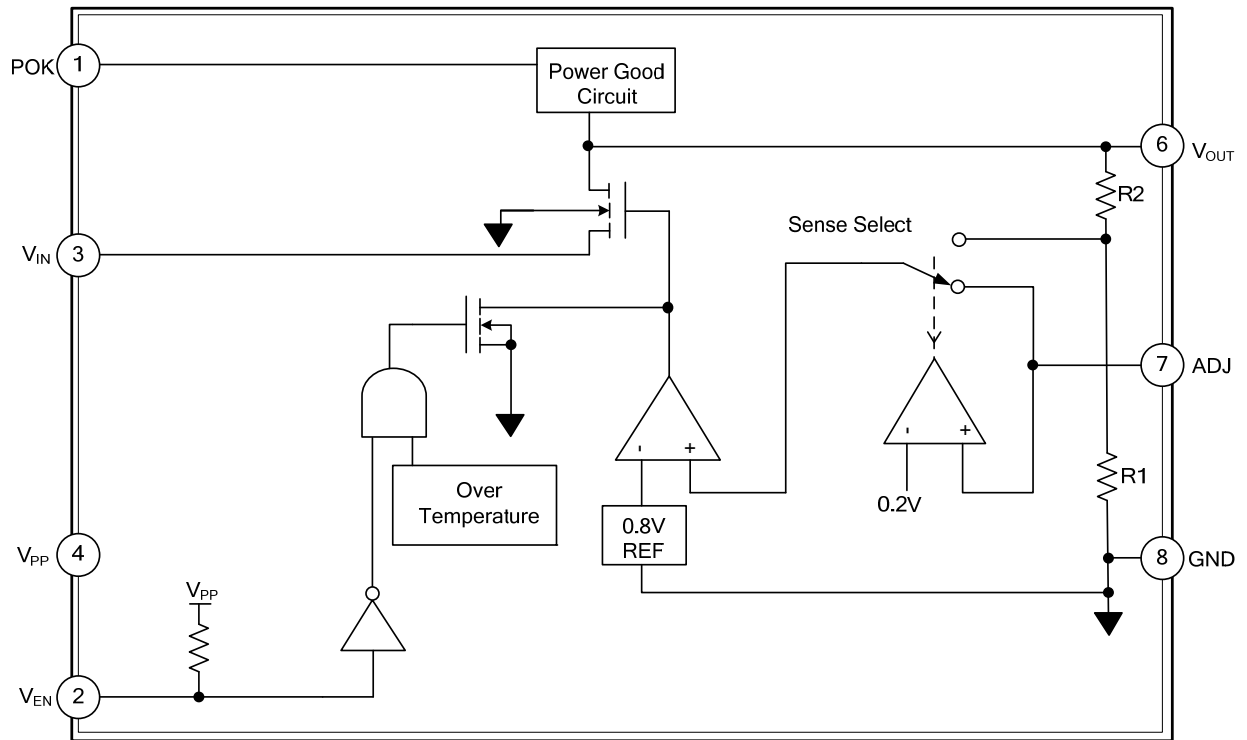 POK 1
Power Good
Circuit
6 VOUT
R2
Sense Select
VIN 3
7 ADJ
- +
- +
R1
Over
Temperature
0.2V
0.8V
REF
VPP 4
8 GND
VPP
VEN 2